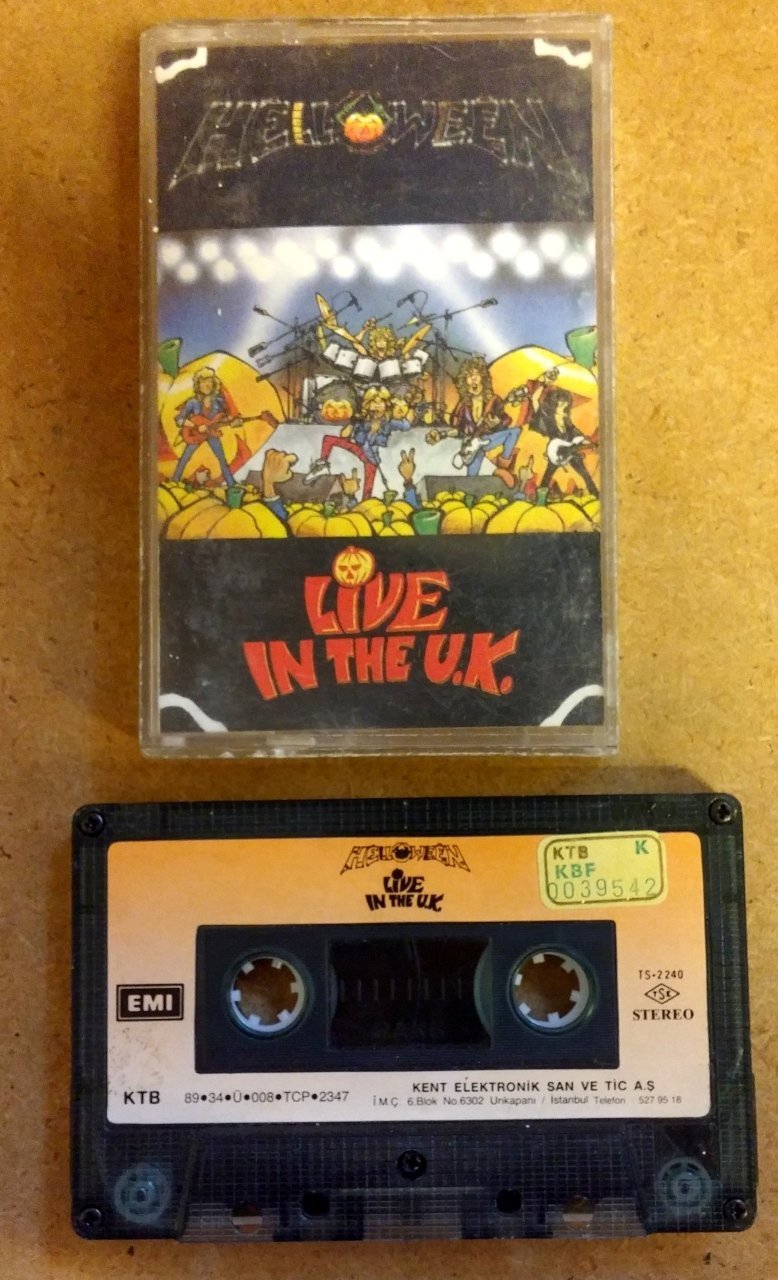 HELLOWEEN
LIVE
IN THE U.K.
HELLOWEEN
LIVE
IN THE U.K.
KTB K
KBF
0039542
EMI
TS-2240
TSE
STEREO
KTB 89•34•Ü•008•TCP•2347
KENT ELEKTRONİK SAN VE TİC A.Ş
İ.M.Ç. 6.Blok No.6302 Unkapanı / İstanbul Telefon : 527 95 18